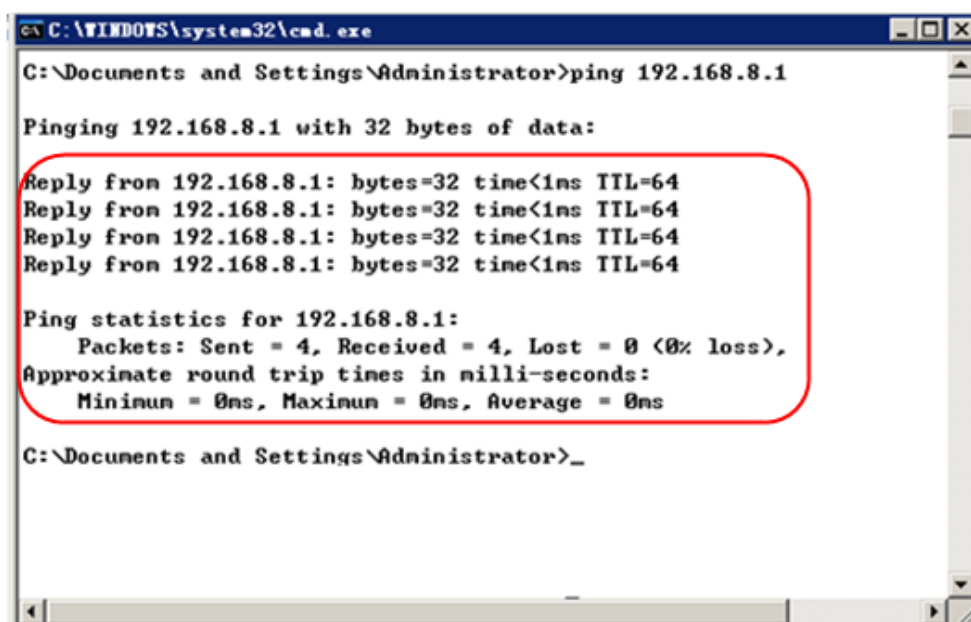 C:\WINDOWS\system32\cmd.exe
C:\Documents and Settings\Administrator>ping 192.168.8.1
Pinging 192.168.8.1 with 32 bytes of data:
Reply from 192.168.8.1: bytes=32 time<1ms TTL=64
Reply from 192.168.8.1: bytes=32 time<1ms TTL=64
Reply from 192.168.8.1: bytes=32 time<1ms TTL=64
Reply from 192.168.8.1: bytes=32 time<1ms TTL=64
Ping statistics for 192.168.8.1:
Packets: Sent = 4, Received = 4, Lost = 0 (0% loss),
Approximate round trip times in milli-seconds:
Minimum = 0ms, Maximum = 0ms, Average = 0ms
C:\Documents and Settings\Administrator>_